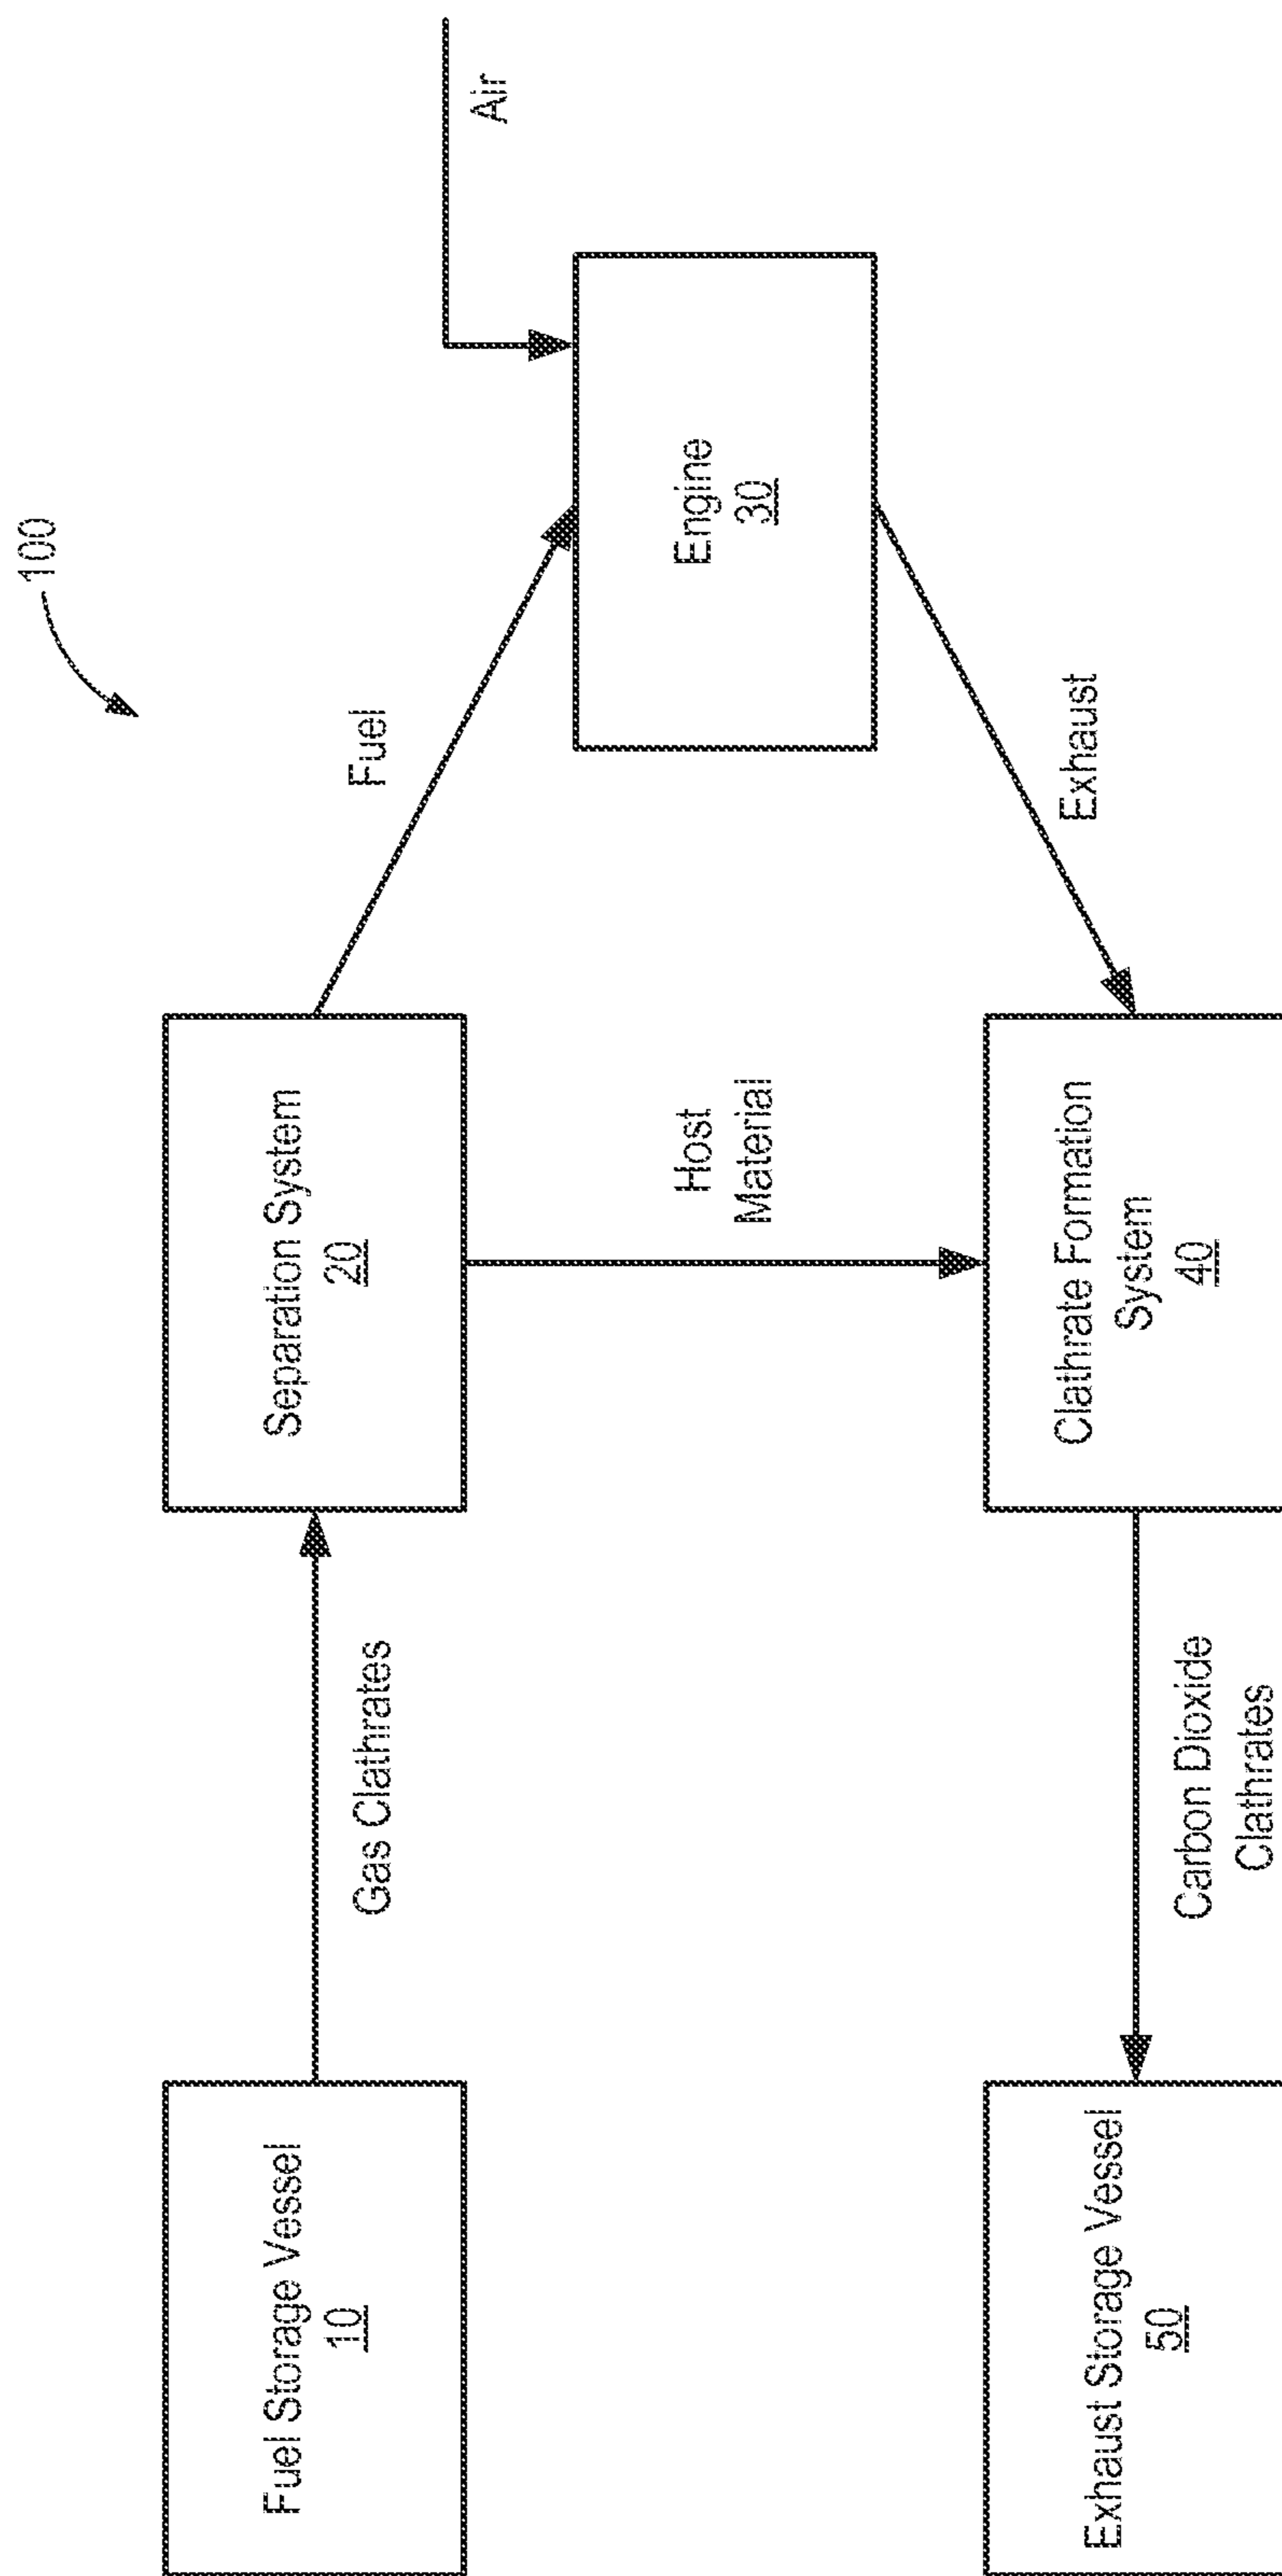 100
Fuel Storage Vessel
10
Gas Clathrates
Separation System
20
Fuel
Air
Engine
30
Host
Material
Exhaust
Clathrate Formation
System
40
Carbon Dioxide
Clathrates
Exhaust Storage Vessel
50